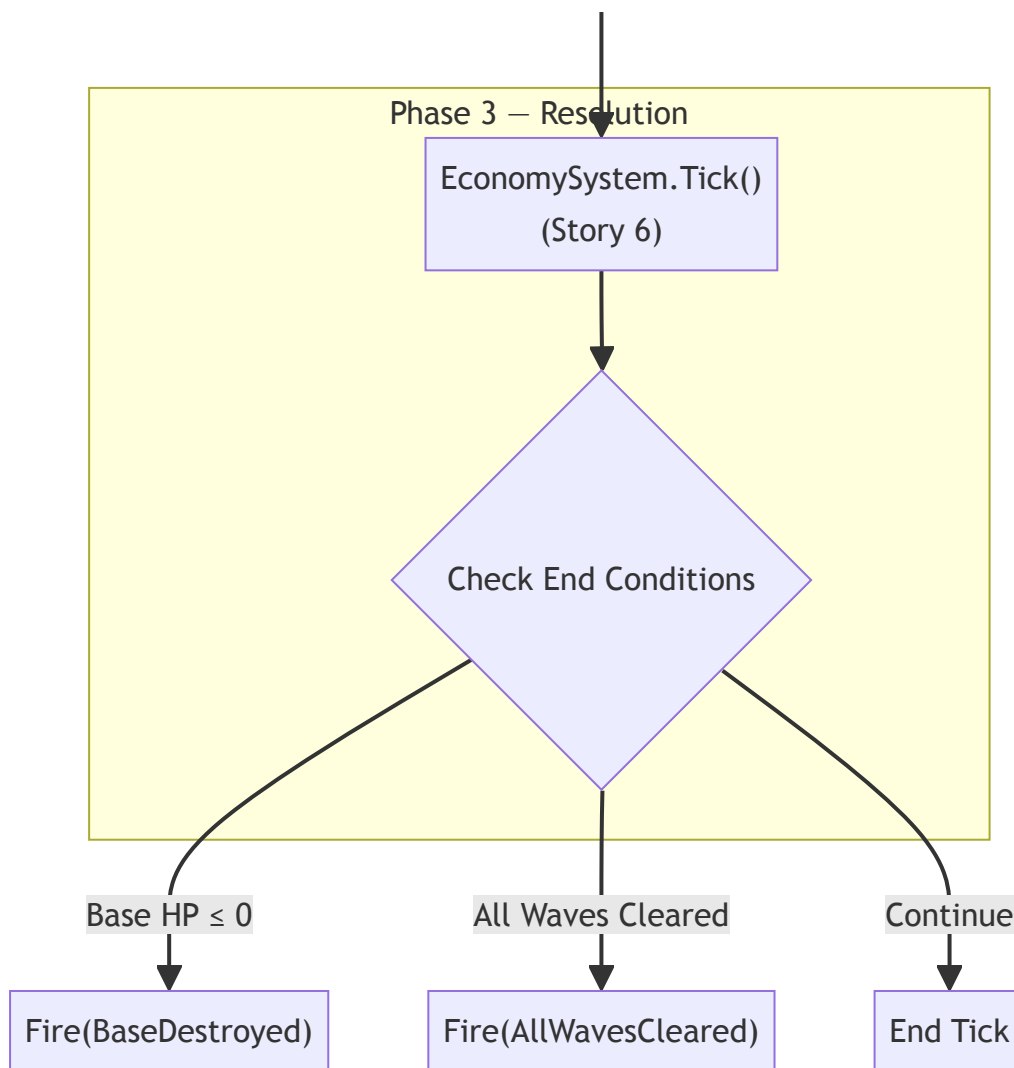 Phase 3 — Resolution
EconomySystem.Tick()
(Story 6)
Check End Conditions
Base HP ≤ 0
All Waves Cleared
Continue
Fire(BaseDestroyed)
Fire(AllWavesCleared)
End Tick